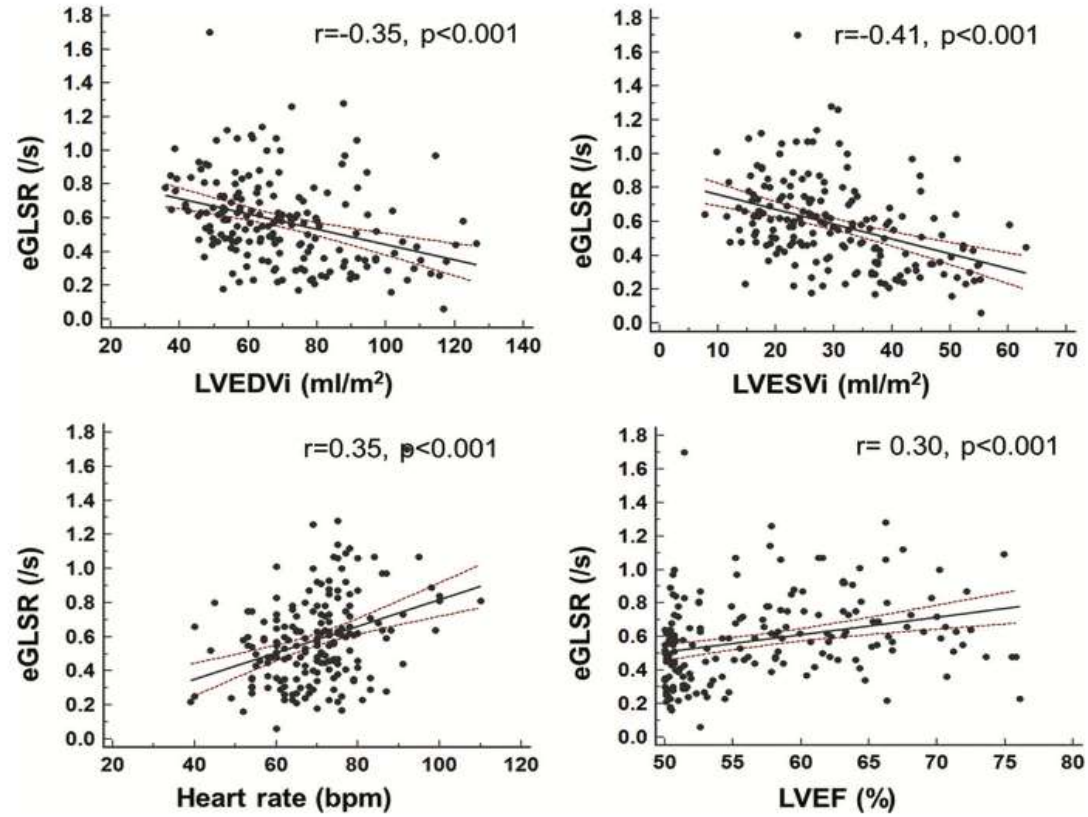 r=-0.35, p<0.001
eGLSR (/s)
1.8
1.6
1.4
1.2
1.0
0.8
0.6
0.4
0.2
0.0
20 40 60 80 100 120 140
LVEDVi (ml/m²)
r=-0.41, p<0.001
eGLSR (/s)
1.8
1.6
1.4
1.2
1.0
0.8
0.6
0.4
0.2
0.0
0 10 20 30 40 50 60 70
LVESVi (ml/m²)
r=0.35, p<0.001
eGLSR (/s)
1.8
1.6
1.4
1.2
1.0
0.8
0.6
0.4
0.2
0.0
20 40 60 80 100 120
Heart rate (bpm)
r= 0.30, p<0.001
eGLSR (/s)
1.8
1.6
1.4
1.2
1.0
0.8
0.6
0.4
0.2
0.0
50 55 60 65 70 75 80
LVEF (%)